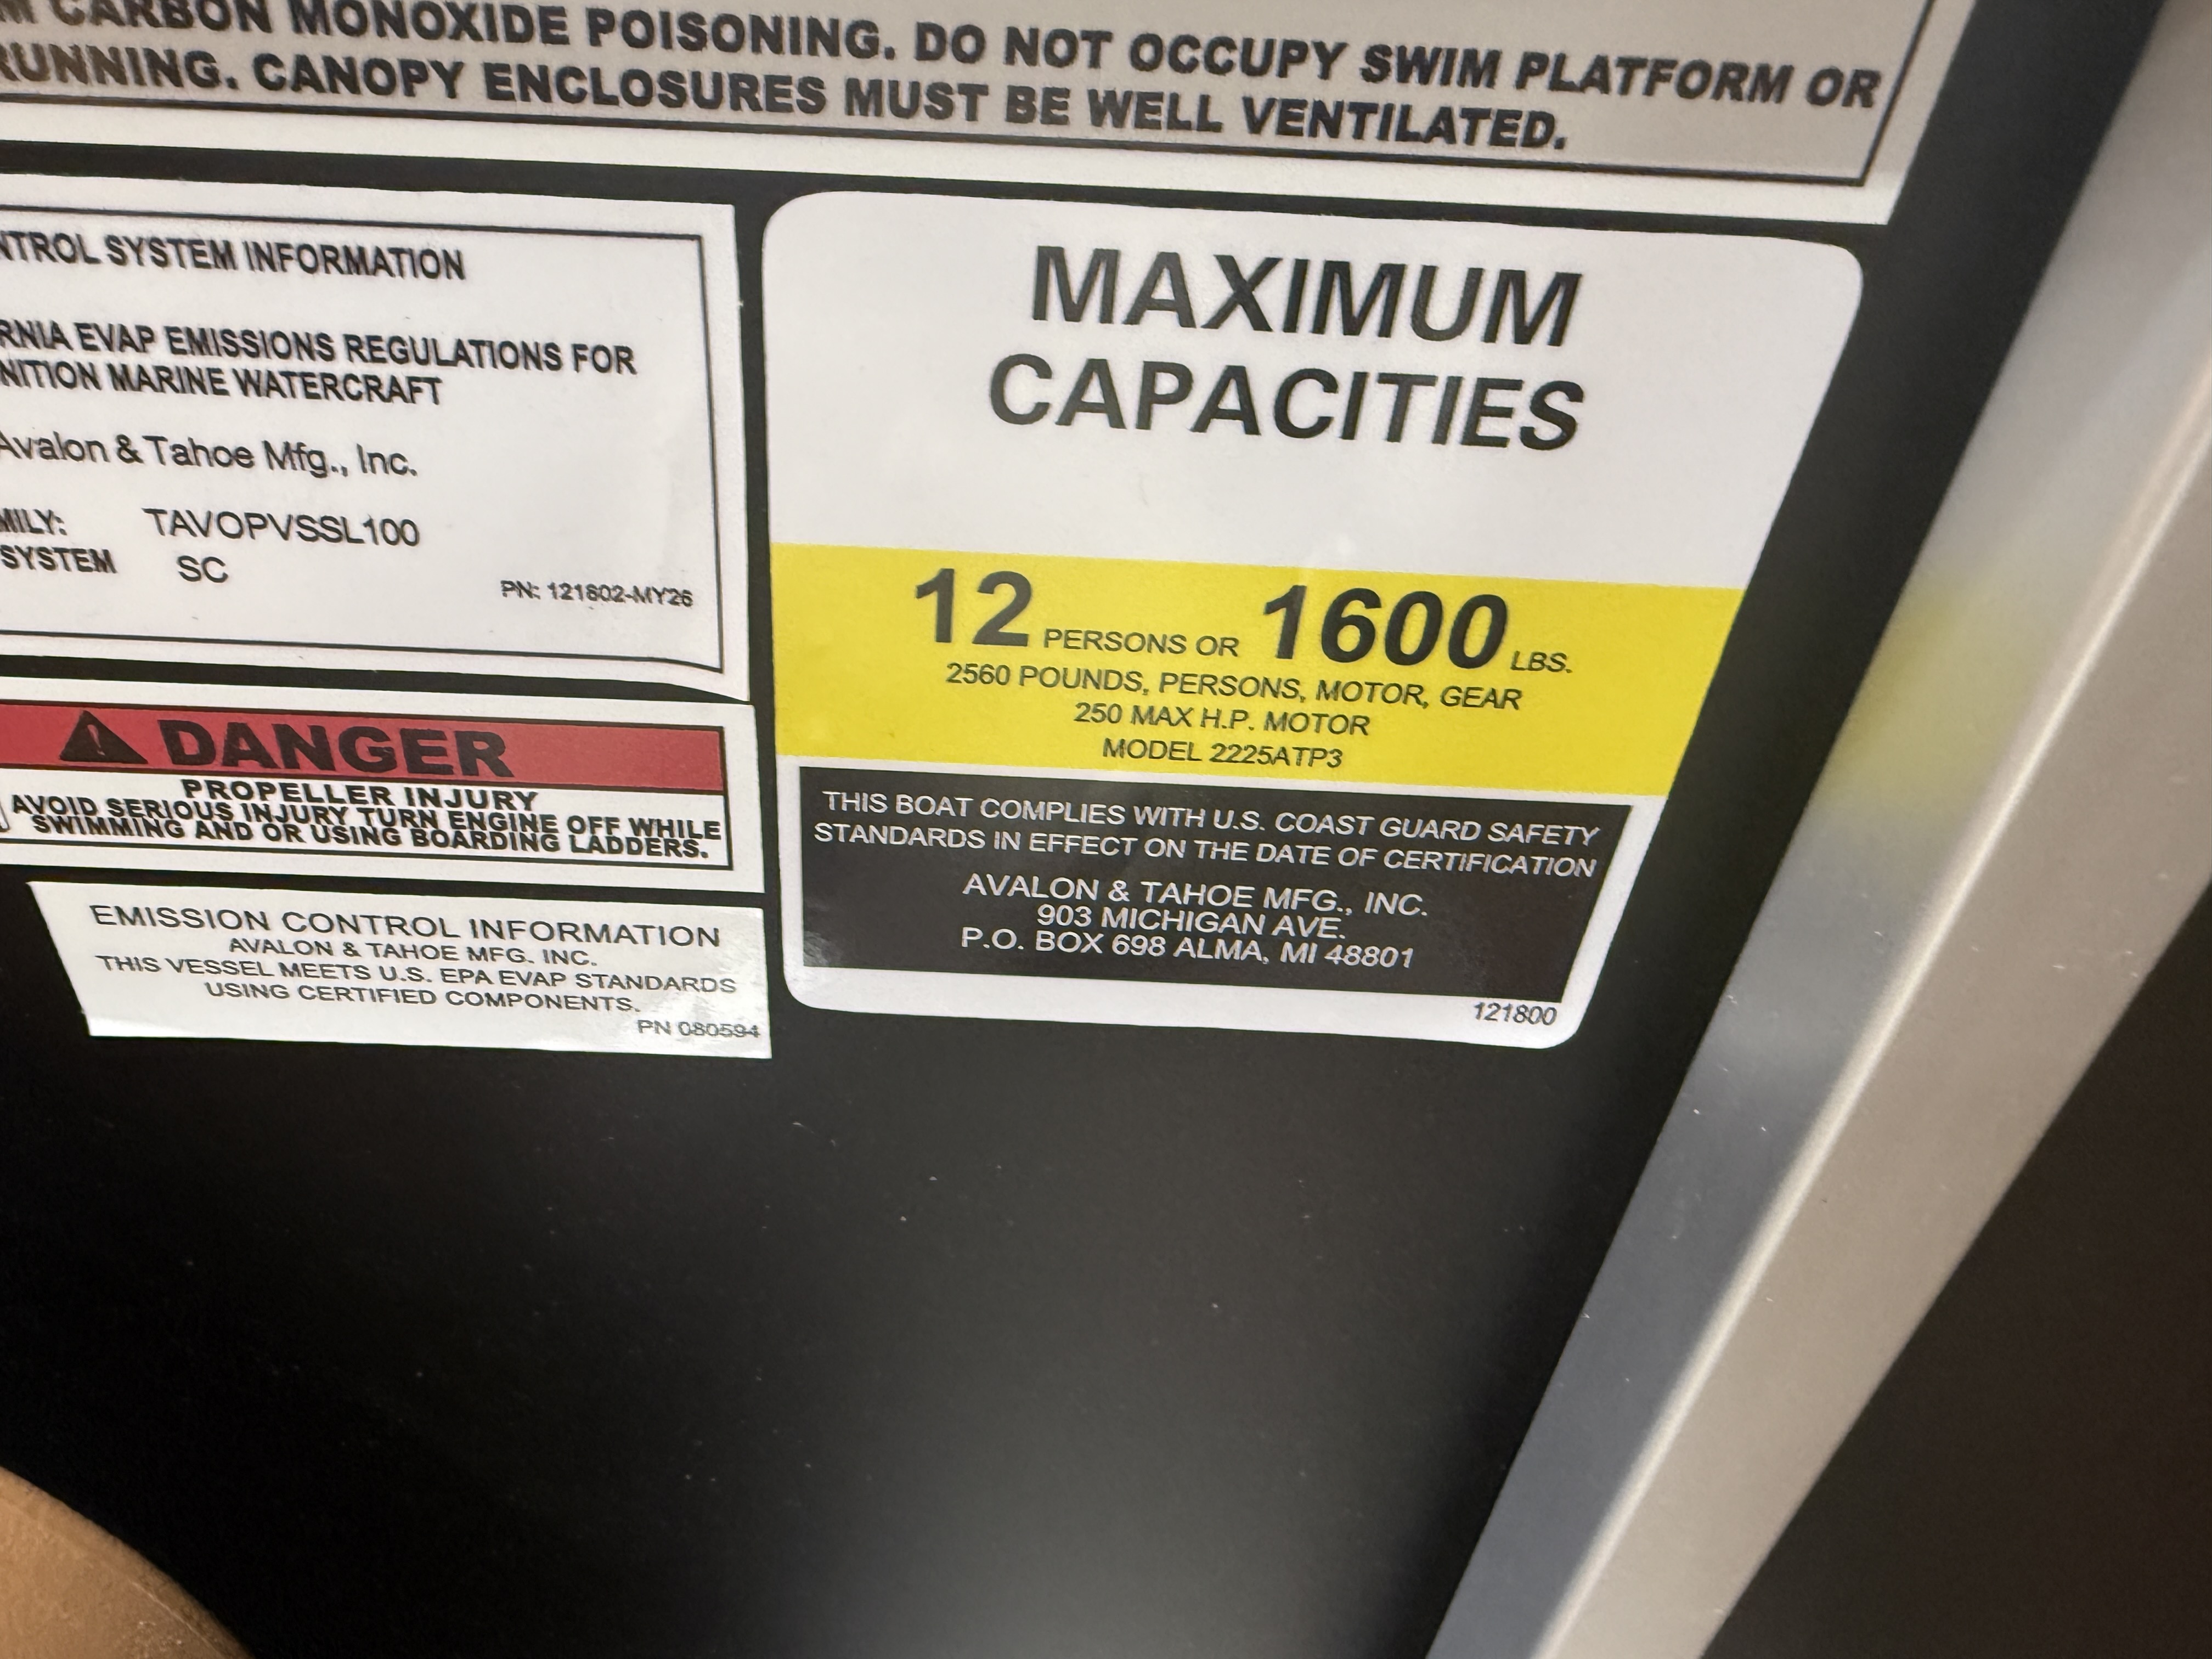 CARBON MONOXIDE POISONING. DO NOT OCCUPY SWIM PLATFORM OR
RUNNING. CANOPY ENCLOSURES MUST BE WELL VENTILATED.
NTROL SYSTEM INFORMATION
RNIA EVAP EMISSIONS REGULATIONS FOR
NITION MARINE WATERCRAFT
Avalon & Tahoe Mfg., Inc.
MILY: TAVOPVSSL100
SYSTEM SC
PN: 121802-MY26
DANGER
PROPELLER INJURY
AVOID SERIOUS INJURY TURN ENGINE OFF WHILE
SWIMMING AND OR USING BOARDING LADDERS.
EMISSION CONTROL INFORMATION
AVALON & TAHOE MFG. INC.
THIS VESSEL MEETS U.S. EPA EVAP STANDARDS
USING CERTIFIED COMPONENTS.
PN 080594
MAXIMUM
CAPACITIES
12 PERSONS OR 1600 LBS.
2560 POUNDS, PERSONS, MOTOR, GEAR
250 MAX H.P. MOTOR
MODEL 2225ATP3
THIS BOAT COMPLIES WITH U.S. COAST GUARD SAFETY
STANDARDS IN EFFECT ON THE DATE OF CERTIFICATION
AVALON & TAHOE MFG., INC.
903 MICHIGAN AVE.
P.O. BOX 698 ALMA, MI 48801
121800